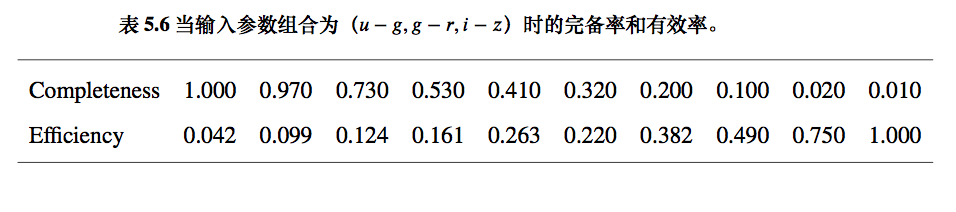 表 5.6 当输入参数组合为（u − g, g − r, i − z）时的完备率和有效率。
Completeness 1.000 0.970 0.730 0.530 0.410 0.320 0.200 0.100 0.020 0.010
Efficiency 0.042 0.099 0.124 0.161 0.263 0.220 0.382 0.490 0.750 1.000